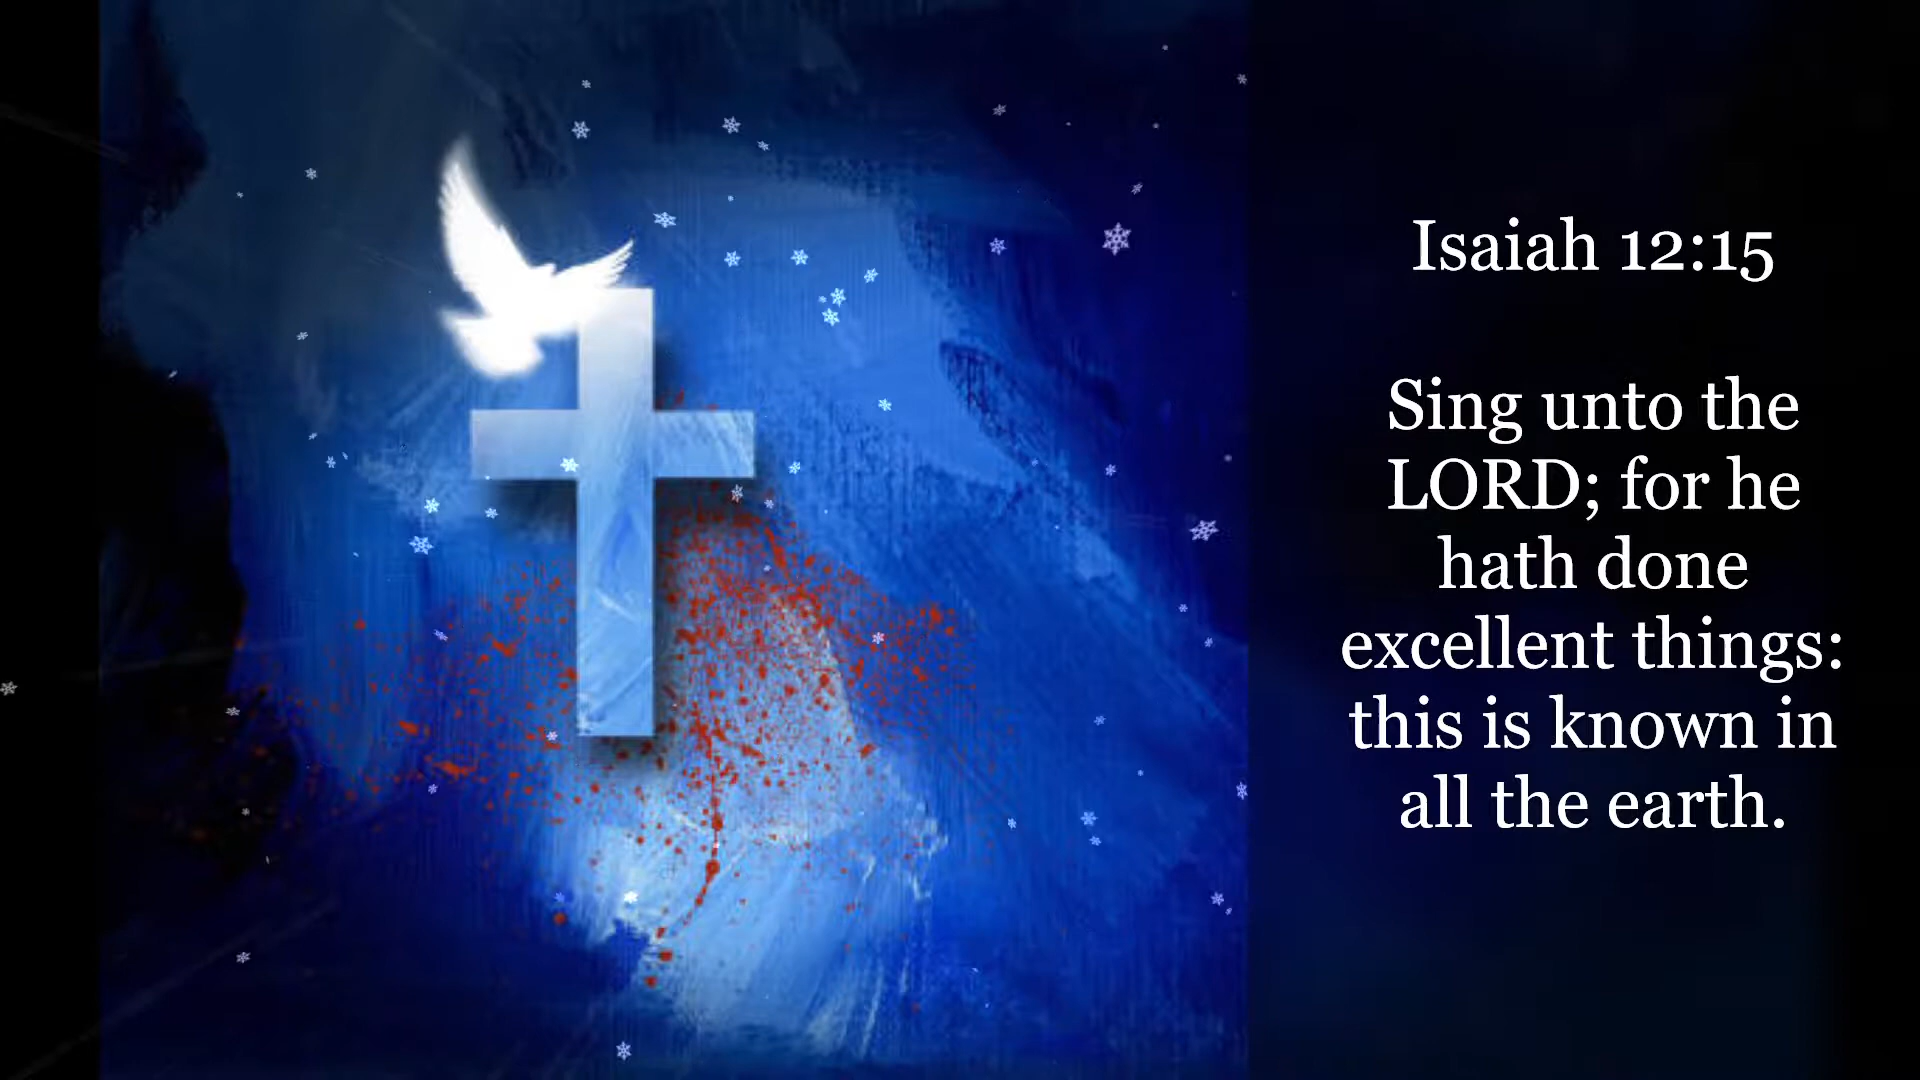 Isaiah 12:15
Sing unto the
LORD; for he
hath done
excellent things:
this is known in
all the earth.